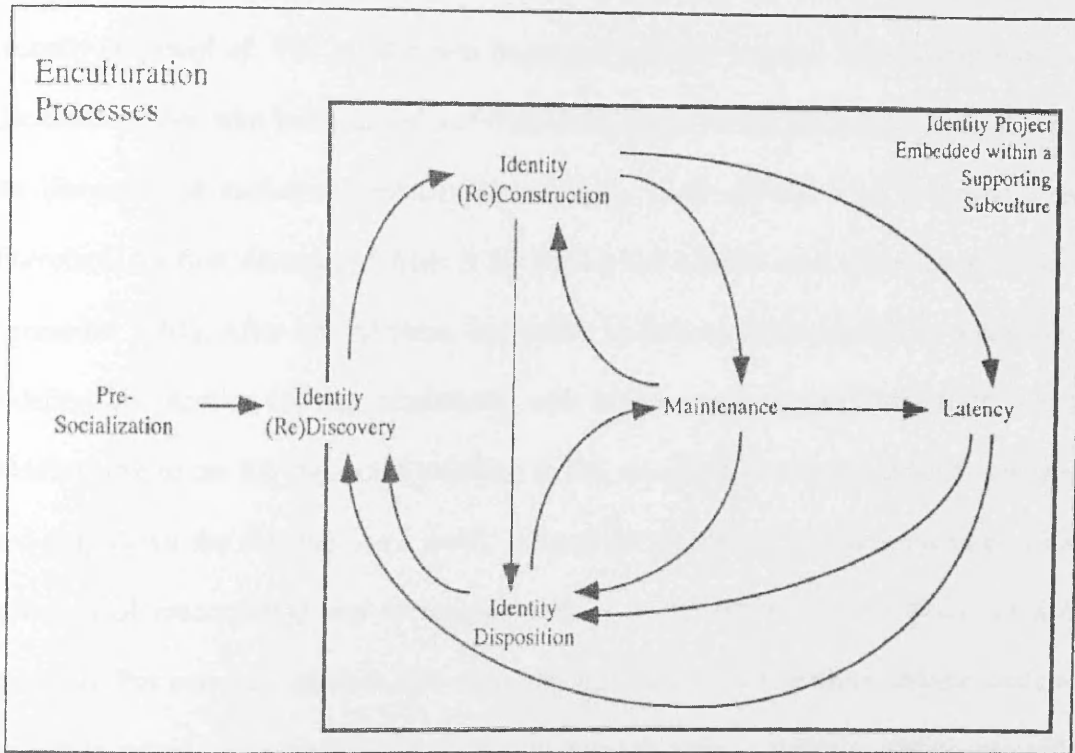 Enculturation
Processes
Identity Project
Embedded within a
Supporting
Subculture
Identity
(Re)Construction
Pre-
Socialization
Identity
(Re)Discovery
Maintenance
Latency
Identity
Disposition